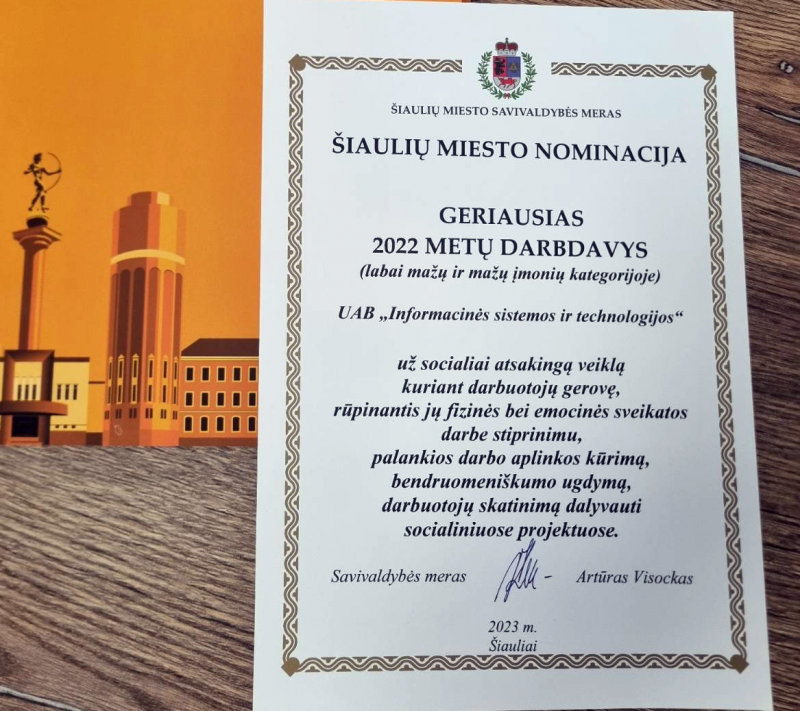 ŠIAULIŲ MIESTO SAVIVALDYBĖS MERAS
ŠIAULIŲ MIESTO NOMINACIJA
GERIAUSIAS
2022 METŲ DARBDAVYS
(labai mažų ir mažų įmonių kategorijoje)
UAB „Informacinės sistemos ir technologijos“
už socialiai atsakingą veiklą
kuriant darbuotojų gerovę,
rūpinantis jų fizinės bei emocinės sveikatos
darbe stiprinimu,
palankios darbo aplinkos kūrimą,
bendruomeniškumo ugdymą,
darbuotojų skatinimą dalyvauti
socialiniuose projektuose.
Savivaldybės meras Artūras Visockas
2023 m.
Šiauliai